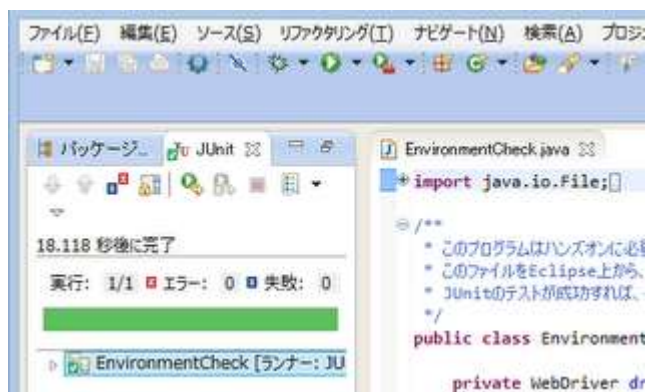 ファイル(F) 編集(E) ソース(S) リファクタリング(T) ナビゲート(N) 検索(A) プロジ
パッケージ... JUnit
EnvironmentCheck.java
import java.io.File;
18.118 秒後に完了
実行: 1/1 エラー: 0 失敗: 0
EnvironmentCheck [ランナー: JU
/**
* このプログラムはハンズオンに必
* このファイルをEclipse上から、
* JUnitのテストが成功すれば、
*/
public class Environment
private WebDriver dr